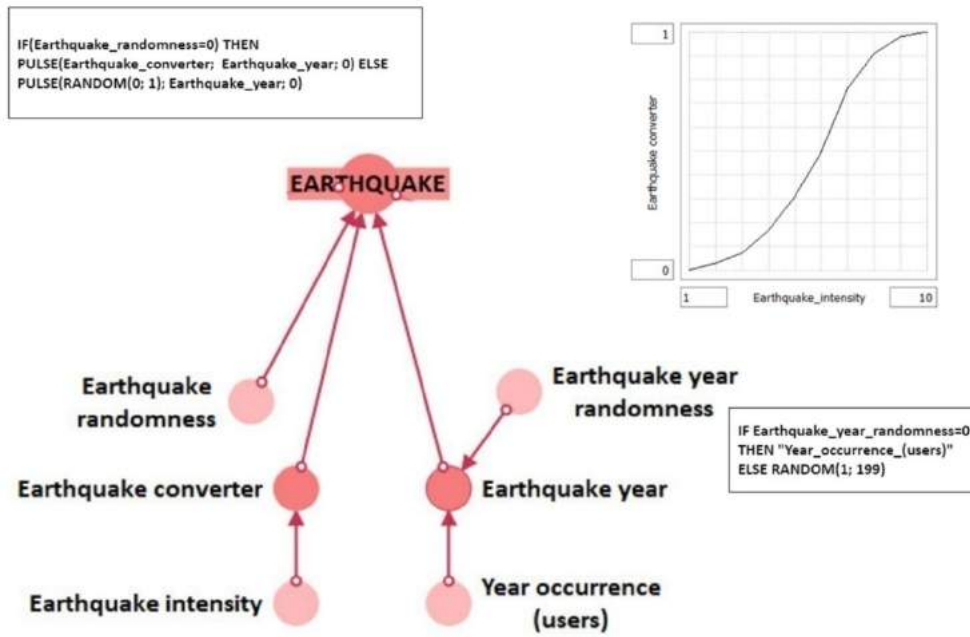 IF(Earthquake_randomness=0) THEN
PULSE(Earthquake_converter; Earthquake_year; 0) ELSE
PULSE(RANDOM(0; 1); Earthquake_year; 0)
1
Earthquake converter
0
1
Earthquake_intensity
10
EARTHQUAKE
Earthquake
randomness
Earthquake year
randomness
IF Earthquake_year_randomness=0
THEN "Year_occurrence_(users)"
ELSE RANDOM(1; 199)
Earthquake converter
Earthquake year
Earthquake intensity
Year occurrence
(users)